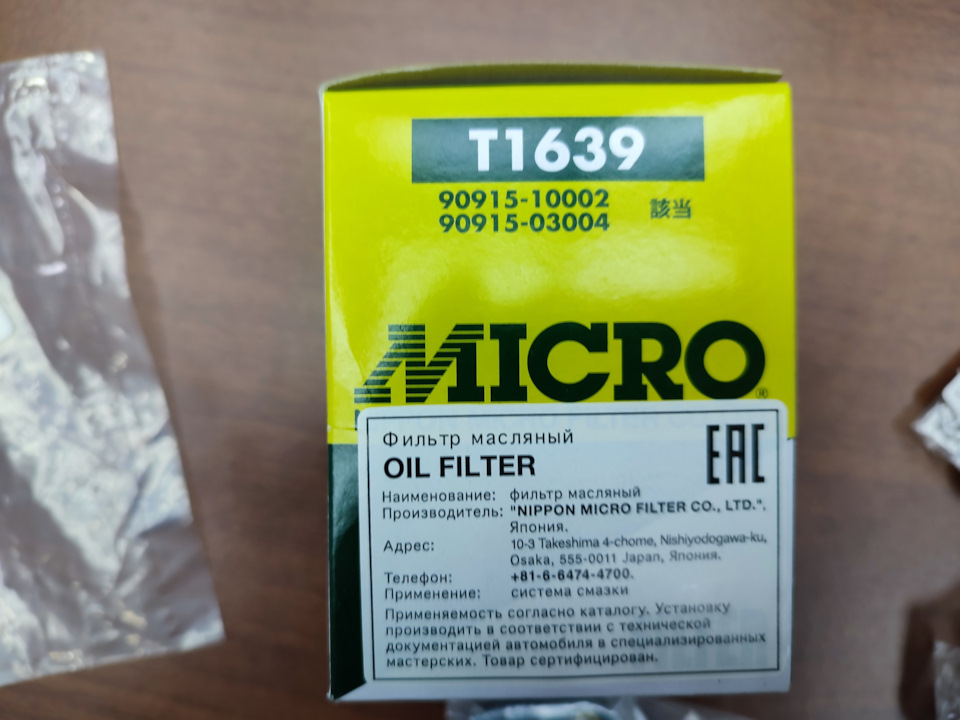 T1639
90915-10002
90915-03004 該当
MICRO®
Фильтр масляный
OIL FILTER
EAC
Наименование: фильтр масляный
Производитель: "NIPPON MICRO FILTER CO., LTD.".
Япония.
Адрес: 10-3 Takeshima 4-chome, Nishiyodogawa-ku,
Osaka, 555-0011 Japan, Япония.
Телефон: +81-6-6474-4700.
Применение: система смазки
Применяемость согласно каталогу. Установку
производить в соответствии с технической
документацией автомобиля в специализированных
мастерских. Товар сертифицирован.